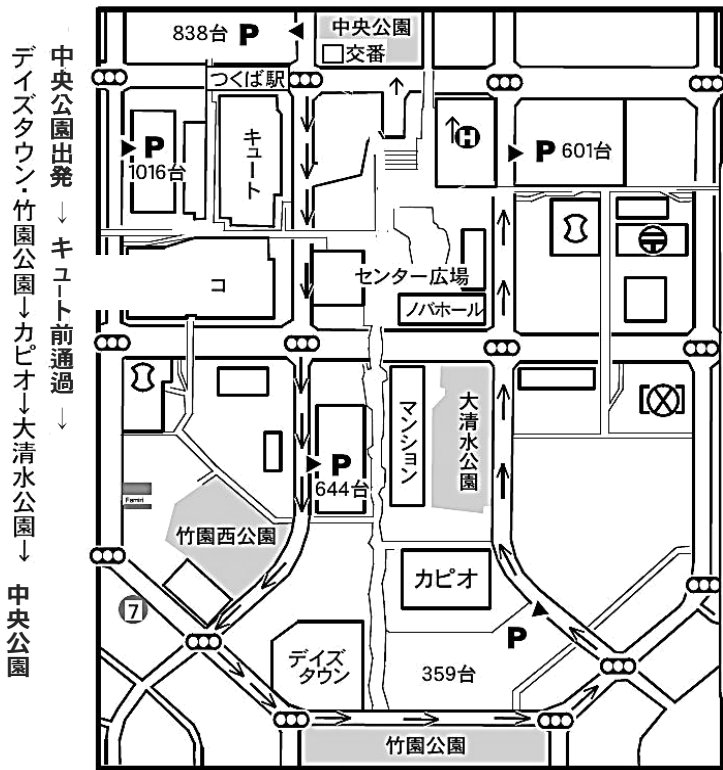 中央公園出発 → キュート前通過 →
デイズタウン・竹園公園→カピオ→大清水公園→ 中央公園
838台 P
中央公園
交番
つくば駅
キュート
P
1016台
H
P 601台
コ
センター広場
ノバホール
マンション
大清水公園
P
644台
Famiri
竹園西公園
カピオ
7
P
デイズタウン
359台
竹園公園